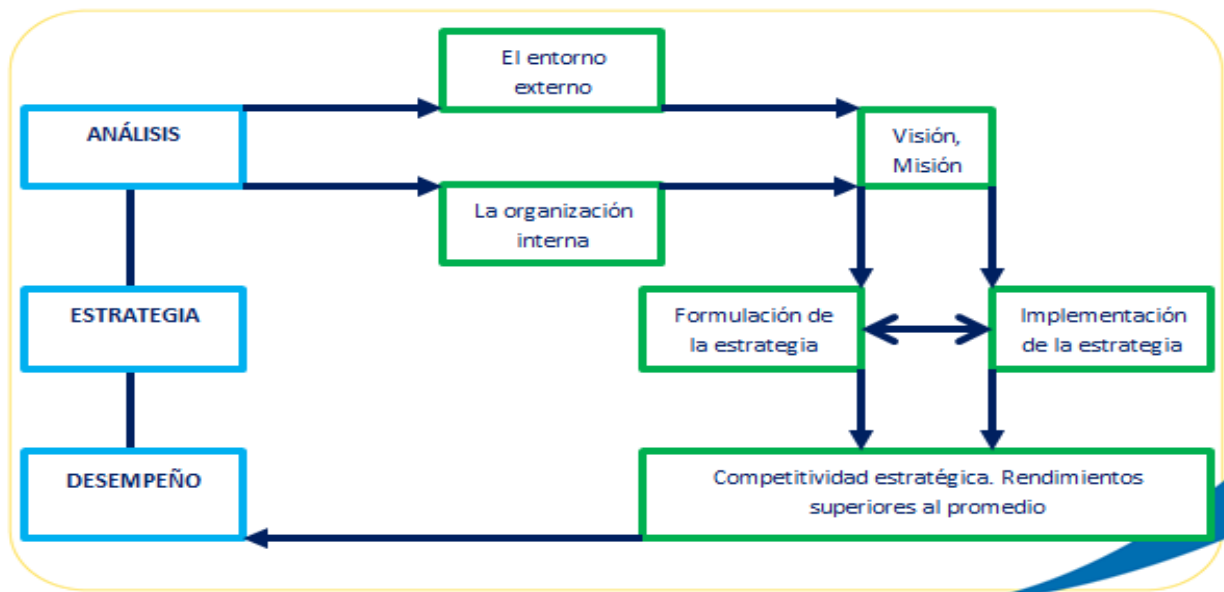 El entorno
externo
ANÁLISIS
Visión,
Misión
La organización
interna
ESTRATEGIA
Formulación de
la estrategia
Implementación
de la estrategia
DESEMPEÑO
Competitividad estratégica. Rendimientos
superiores al promedio